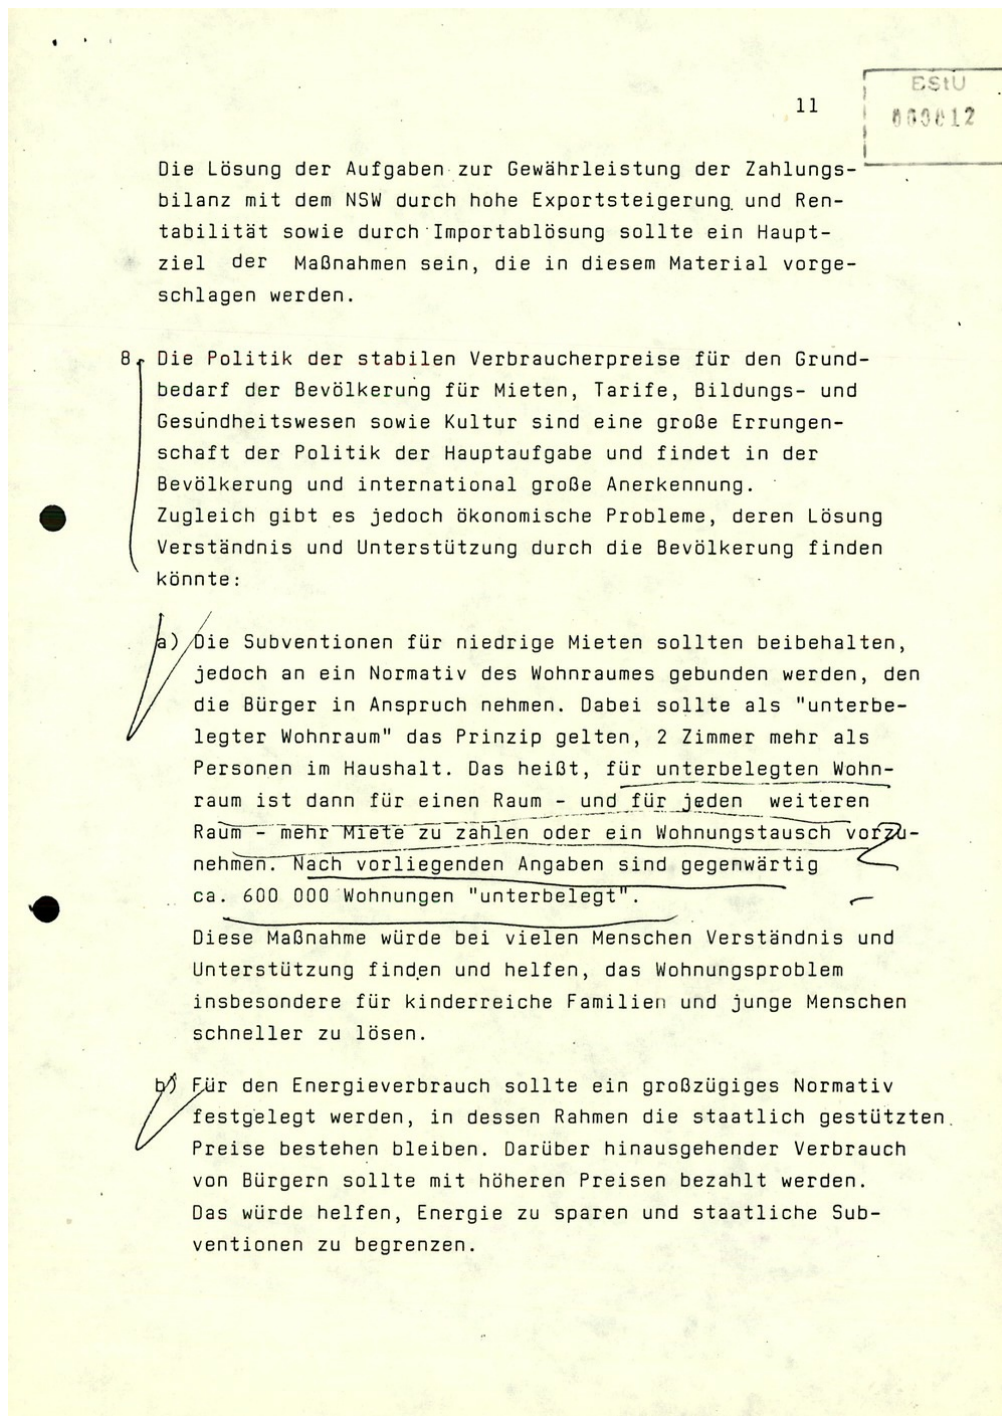 11
BStU
Die Lösung der Aufgaben zur Gewährleistung der Zahlungs-
bilanz mit dem NSW durch hohe Exportsteigerung und Ren-
tabilität sowie durch Importablösung sollte ein Haupt-
ziel der Maßnahmen sein, die in diesem Material vorge-
schlagen werden.
8. Die Politik der stabilen Verbraucherpreise für den Grund-
bedarf der Bevölkerung für Mieten, Tarife, Bildungs- und
Gesundheitswesen sowie Kultur sind eine große Errungen-
schaft der Politik der Hauptaufgabe und findet in der
Bevölkerung und international große Anerkennung.
Zugleich gibt es jedoch ökonomische Probleme, deren Lösung
Verständnis und Unterstützung durch die Bevölkerung finden
könnte:
a) Die Subventionen für niedrige Mieten sollten beibehalten,
jedoch an ein Normativ des Wohnraumes gebunden werden, den
die Bürger in Anspruch nehmen. Dabei sollte als "unterbe-
legter Wohnraum" das Prinzip gelten, 2 Zimmer mehr als
Personen im Haushalt. Das heißt, für unterbelegten Wohn-
raum ist dann für einen Raum - und für jeden weiteren
Raum - mehr Miete zu zahlen oder ein Wohnungstausch vorzu-
nehmen. Nach vorliegenden Angaben sind gegenwärtig
ca. 600 000 Wohnungen "unterbelegt".
Diese Maßnahme würde bei vielen Menschen Verständnis und
Unterstützung finden und helfen, das Wohnungsproblem
insbesondere für kinderreiche Familien und junge Menschen
schneller zu lösen.
b) Für den Energieverbrauch sollte ein großzügiges Normativ
festgelegt werden, in dessen Rahmen die staatlich gestützten
Preise bestehen bleiben. Darüber hinausgehender Verbrauch
von Bürgern sollte mit höheren Preisen bezahlt werden.
Das würde helfen, Energie zu sparen und staatliche Sub-
ventionen zu begrenzen.